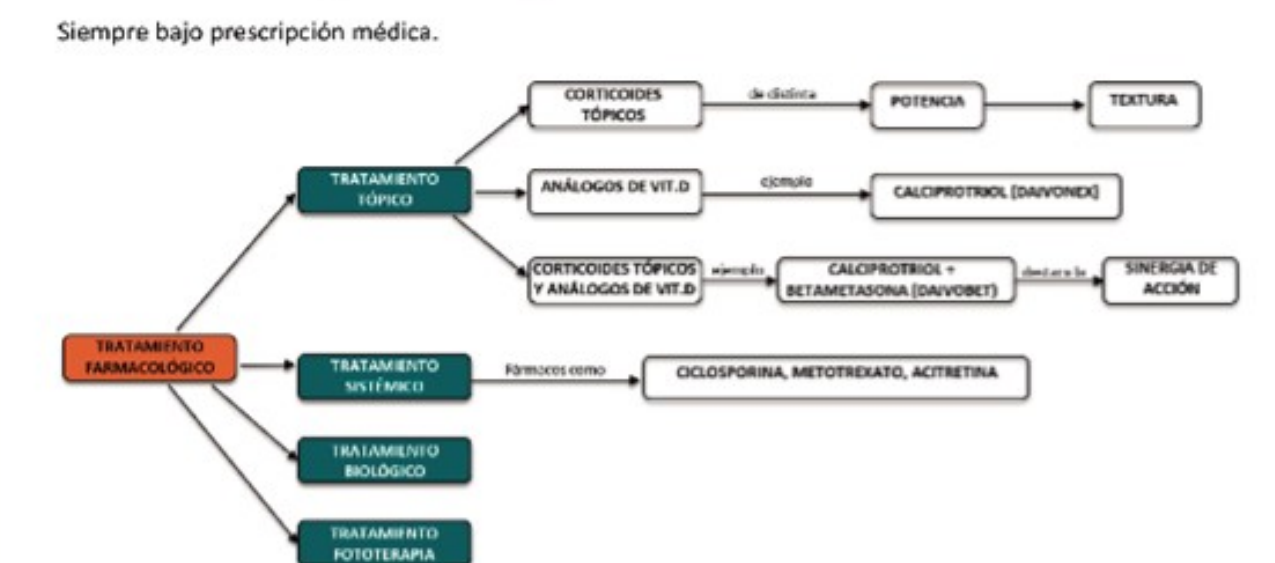 Siempre bajo prescripción médica.
CORTICOIDES
TÓPICOS
de distinta
POTENCIA
TEXTURA
TRATAMIENTO
TÓPICO
ANÁLOGOS DE VIT.D
ejemplo
CALCIPROTRIOL [DAIVONEX]
CORTICOIDES TÓPICOS
Y ANÁLOGOS DE VIT.D
ejemplo
CALCIPROTRIOL +
BETAMETASONA [DAIVOBET)
destaca la
SINERGIA DE
ACCIÓN
TRATAMIENTO
FARMACOLÓGICO
TRATAMIENTO
SISTÉMICO
Fármacos como
CICLOSPORINA, METOTREXATO, ACITRETINA
TRATAMIENTO
BIOLÓGICO
TRATAMIENTO
FOTOTERAPIA